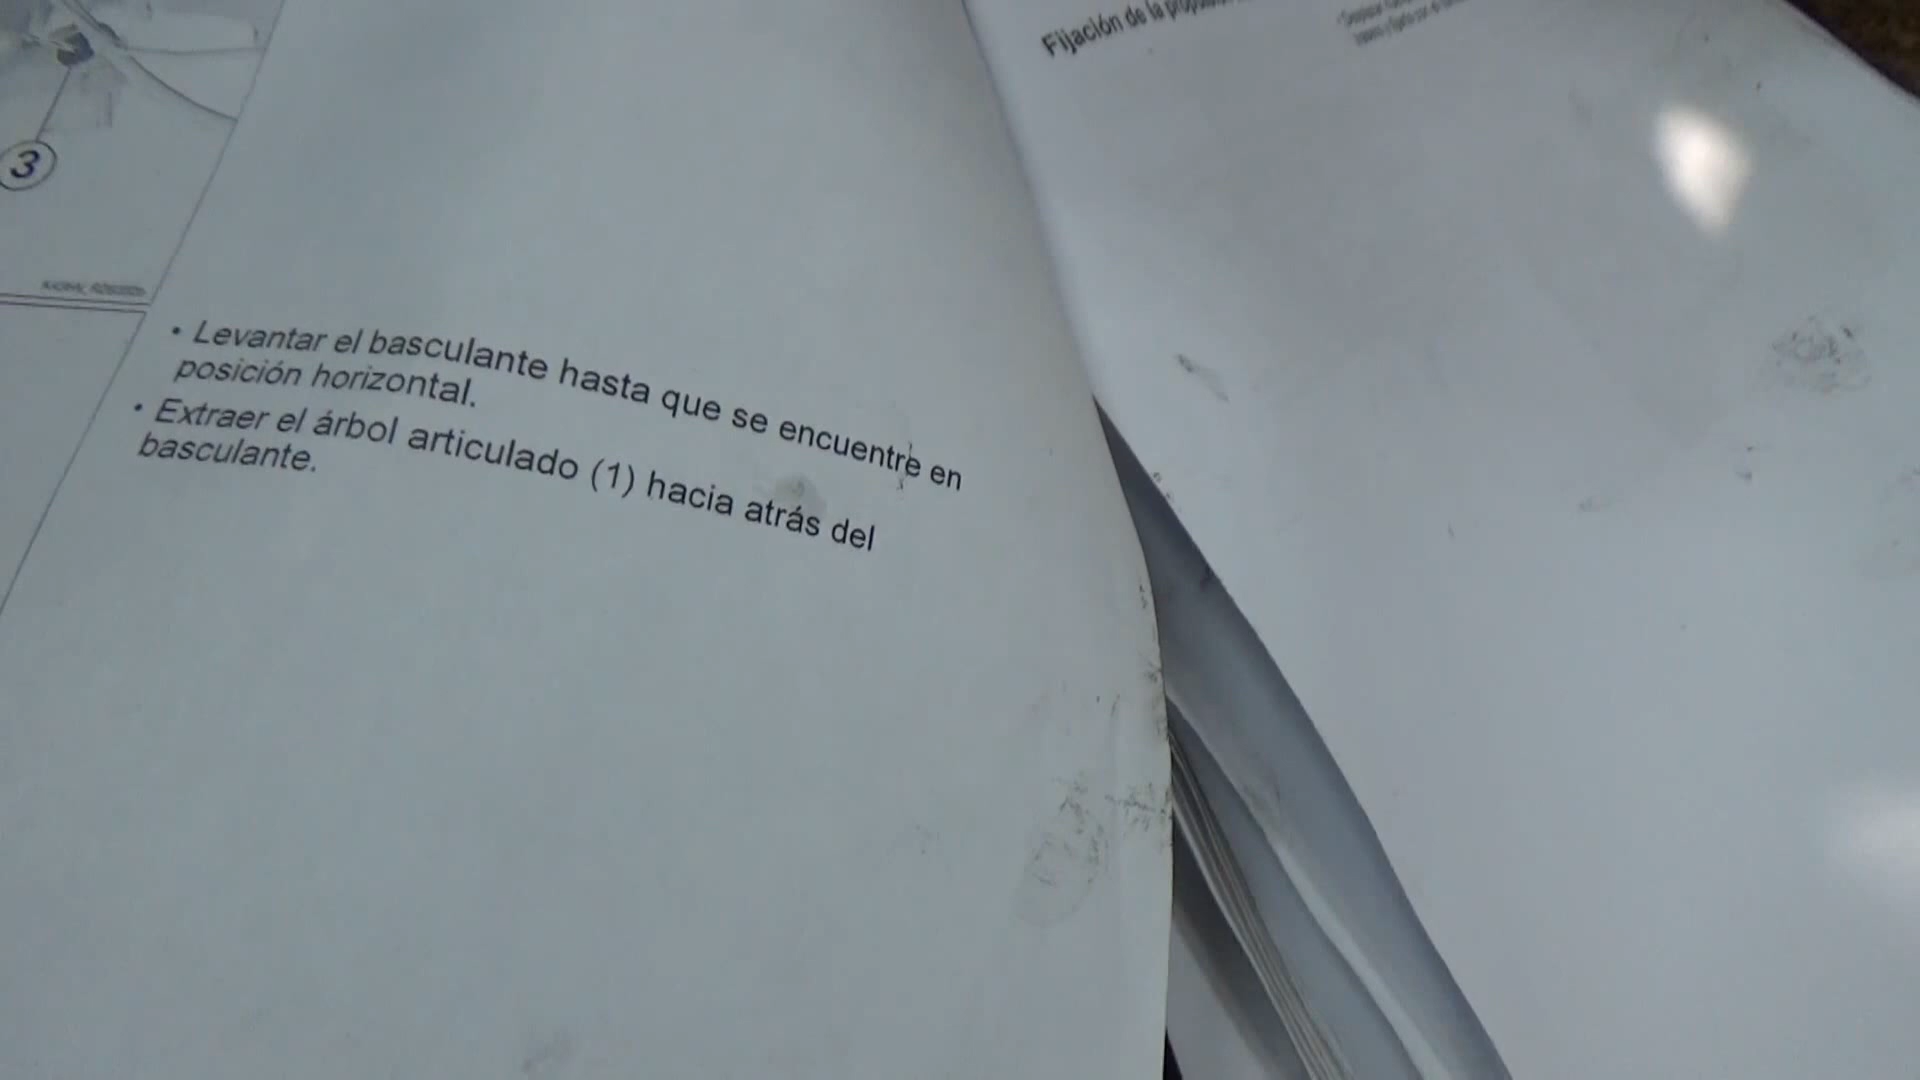 3
• Levantar el basculante hasta que se encuentre en
posición horizontal.
• Extraer el árbol articulado (1) hacia atrás del
basculante.
Fijación de la